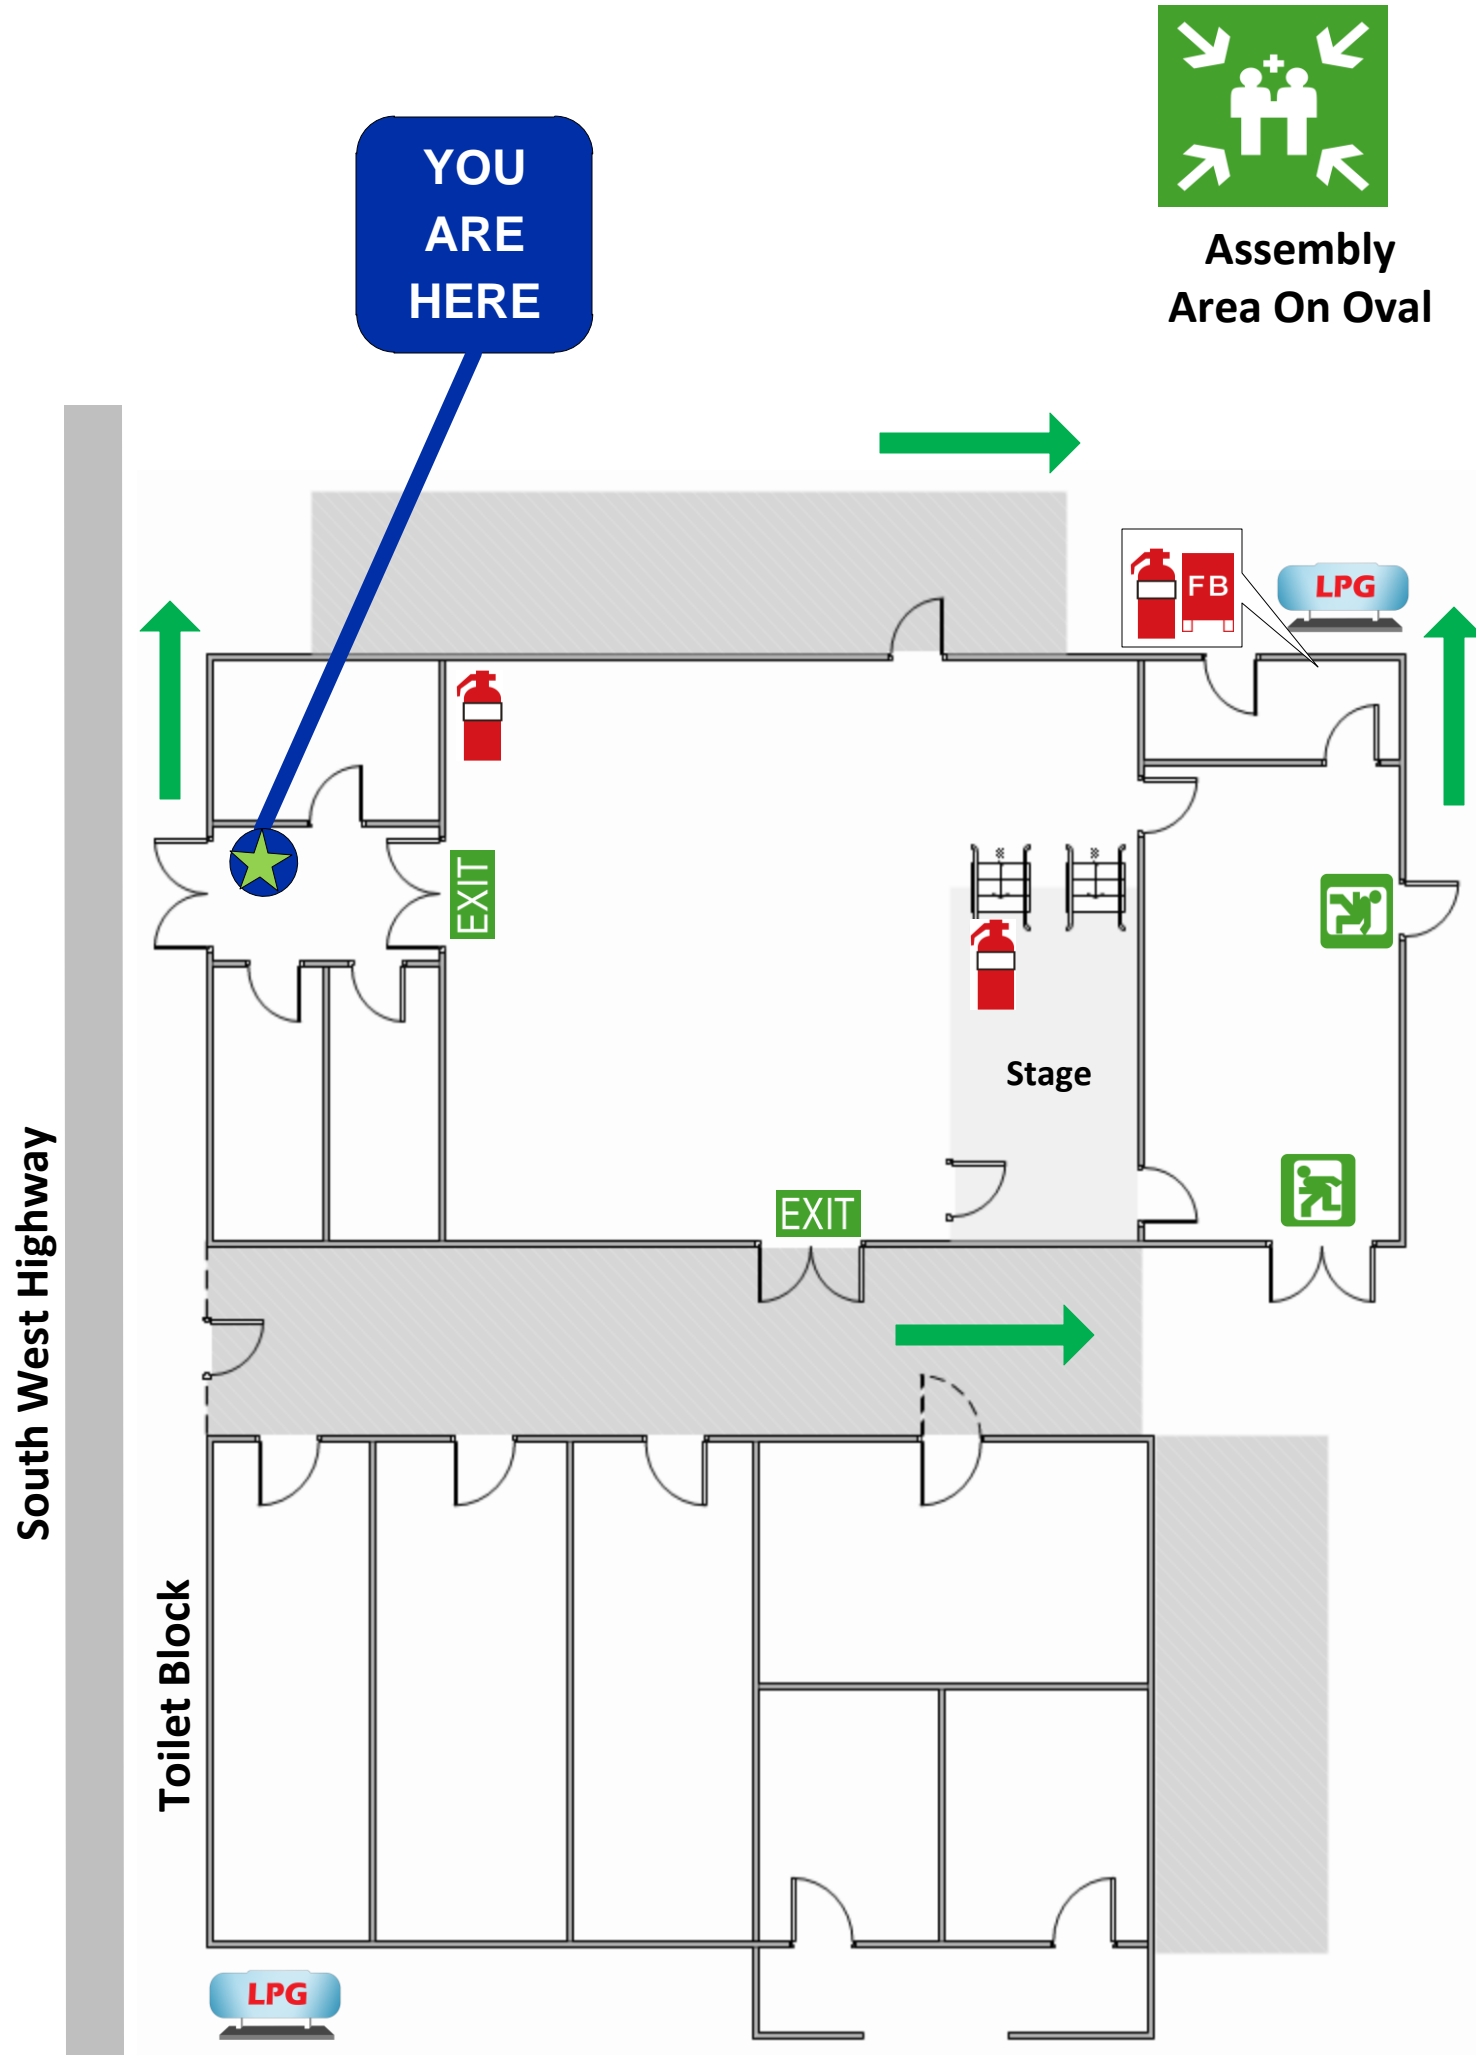 YOU
ARE
HERE
Assembly
Area On Oval
FB
LPG
EXIT
Stage
EXIT
South West Highway
Toilet Block
LPG